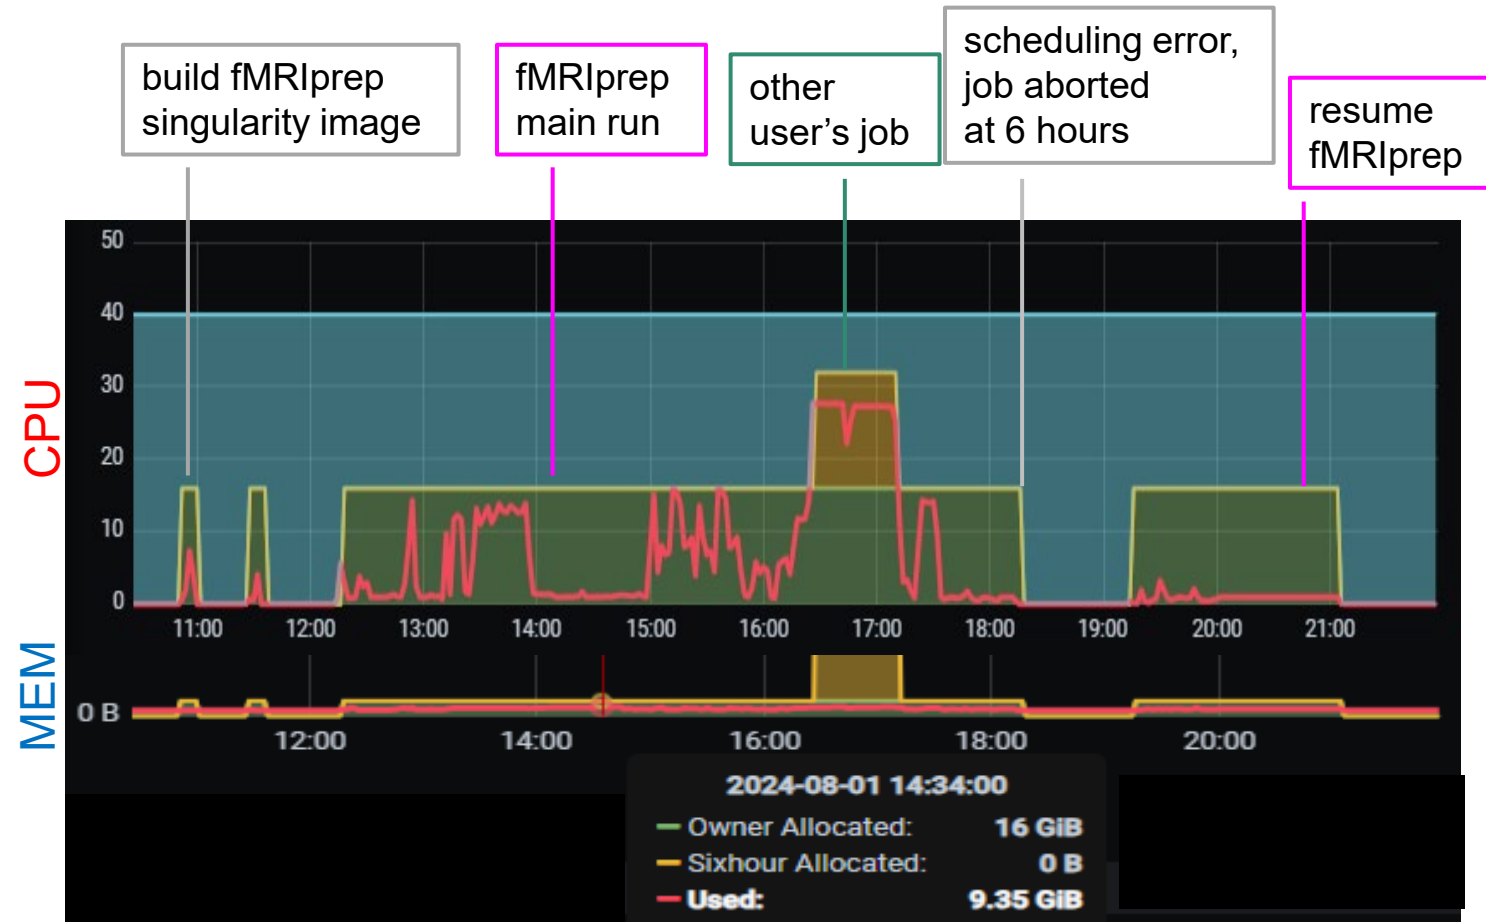 build fMRIprep
singularity image
fMRIprep
main run
other
user’s job
scheduling error,
job aborted
at 6 hours
resume
fMRIprep
CPU
50
40
30
20
10
0
11:00 12:00 13:00 14:00 15:00 16:00 17:00 18:00 19:00 20:00 21:00
MEM
0 B
12:00 14:00 16:00 18:00 20:00
2024-08-01 14:34:00
Owner Allocated: 16 GiB
Sixhour Allocated: 0 B
Used: 9.35 GiB